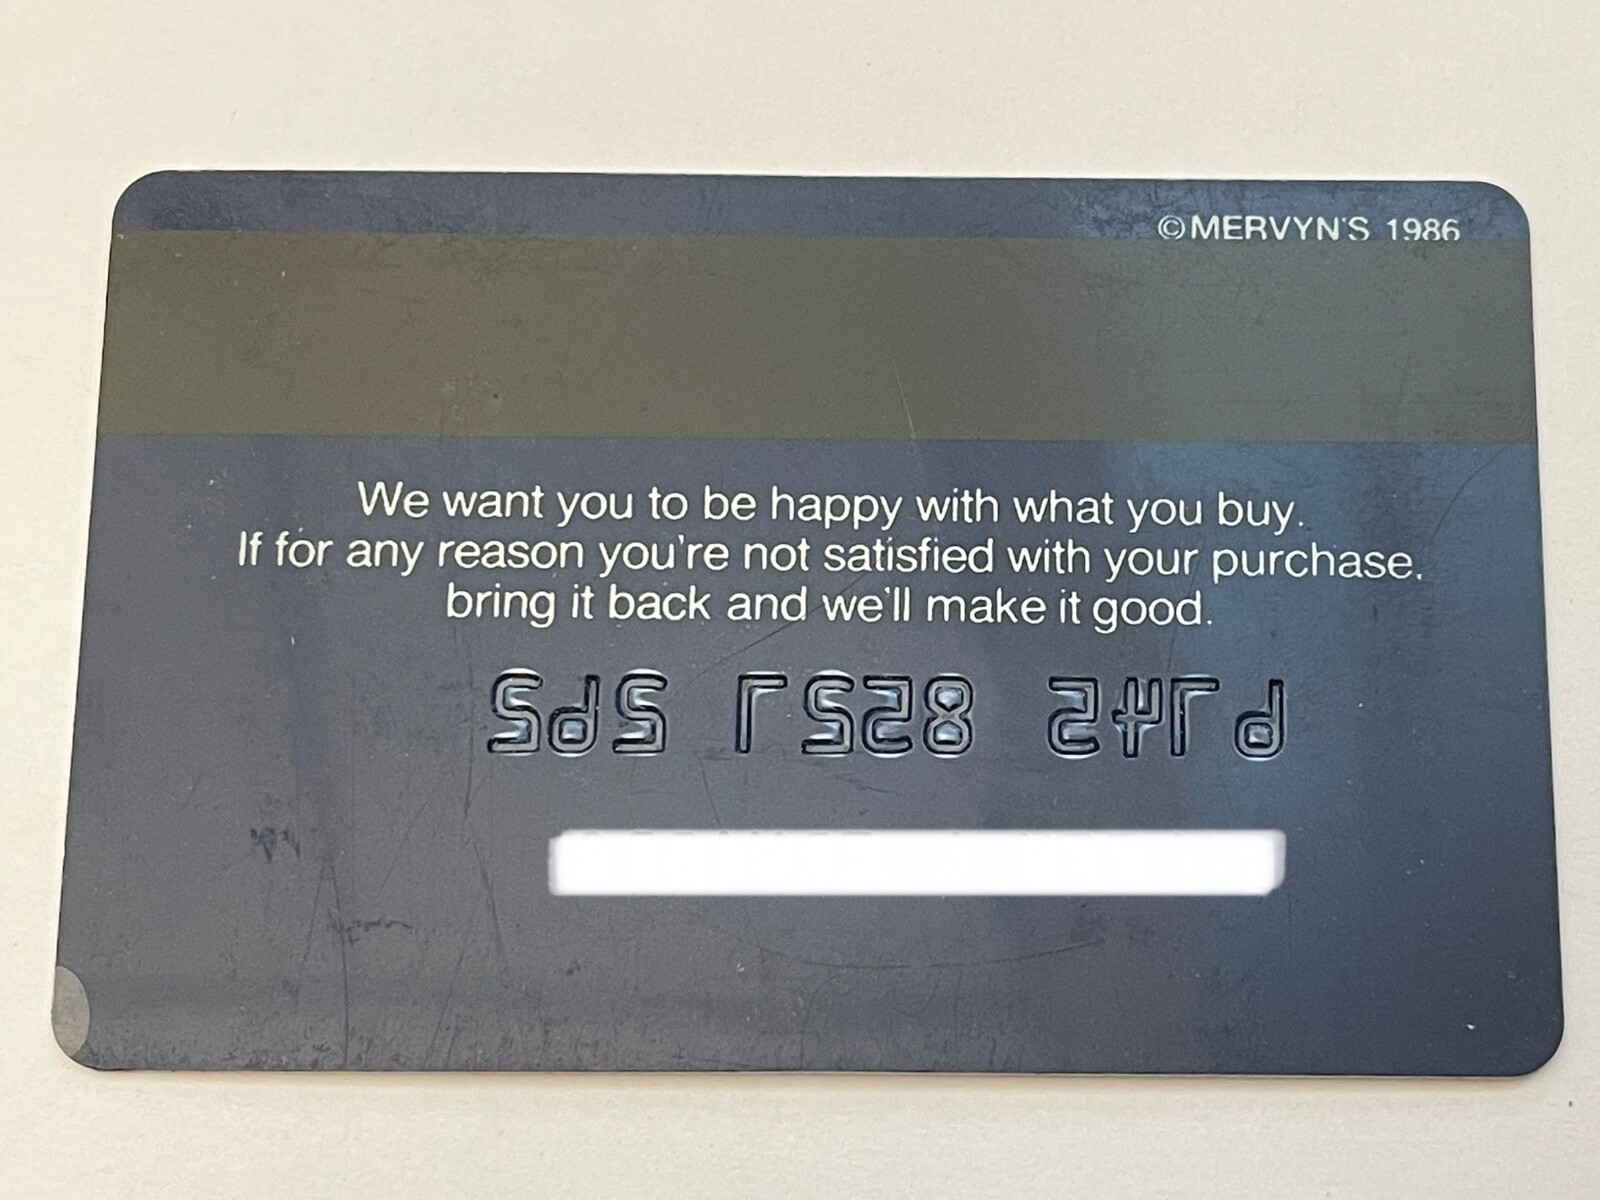 ©MERVYN'S 1986
We want you to be happy with what you buy.
If for any reason you're not satisfied with your purchase,
bring it back and we'll make it good.